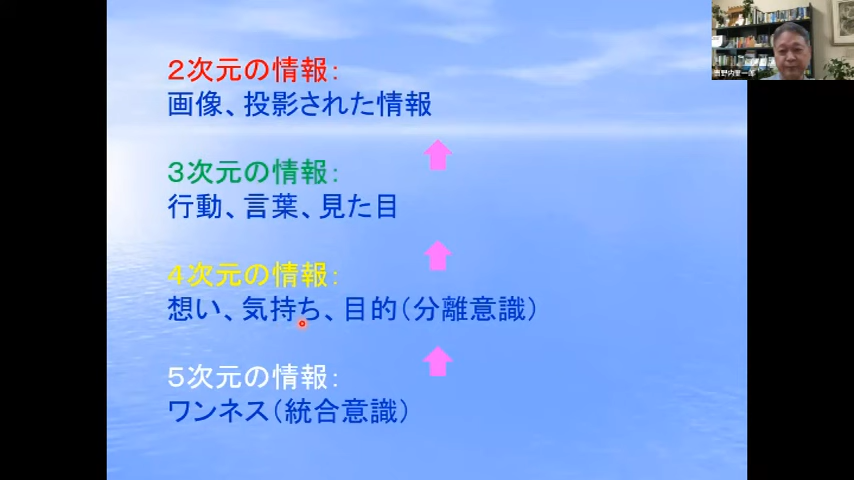 ２次元の情報：
画像、投影された情報
３次元の情報：
行動、言葉、見た目
４次元の情報：
想い、気持ち、目的（分離意識）
５次元の情報：
ワンネス（統合意識）